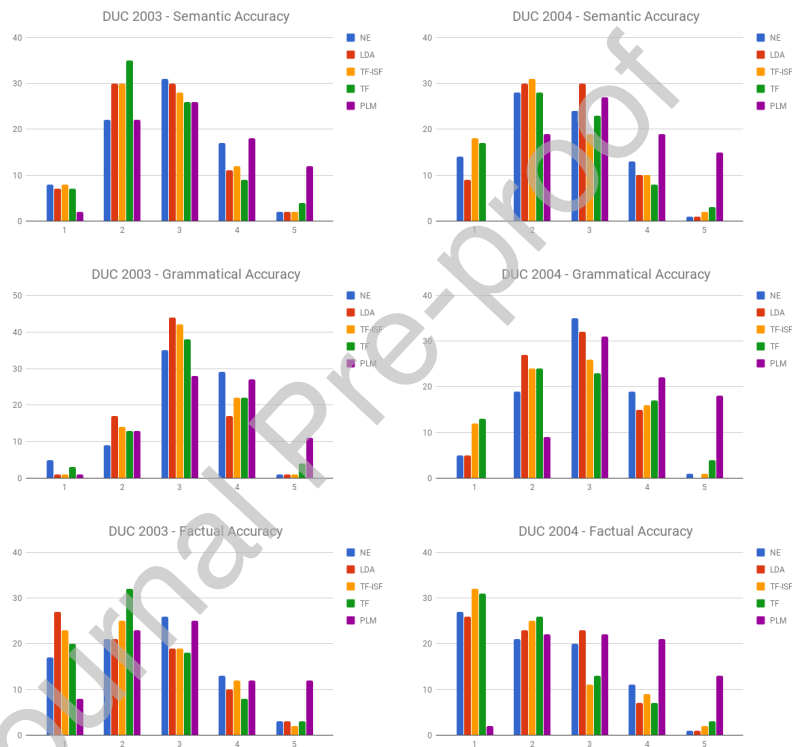 DUC 2003 - Semantic Accuracy
40
30
20
10
0
1 2 3 4 5
NE
LDA
TF-ISF
TF
PLM
DUC 2004 - Semantic Accuracy
40
30
20
10
0
1 2 3 4 5
NE
LDA
TF-ISF
TF
PLM
DUC 2003 - Grammatical Accuracy
50
40
30
20
10
0
1 2 3 4 5
NE
LDA
TF-ISF
TF
PLM
DUC 2004 - Grammatical Accuracy
40
30
20
10
0
1 2 3 4 5
NE
LDA
TF-ISF
TF
PLM
DUC 2003 - Factual Accuracy
40
30
20
10
0
1 2 3 4 5
NE
LDA
TF-ISF
TF
PLM
DUC 2004 - Factual Accuracy
40
30
20
10
0
1 2 3 4 5
NE
LDA
TF-ISF
TF
PLM
Journal Pre-proof